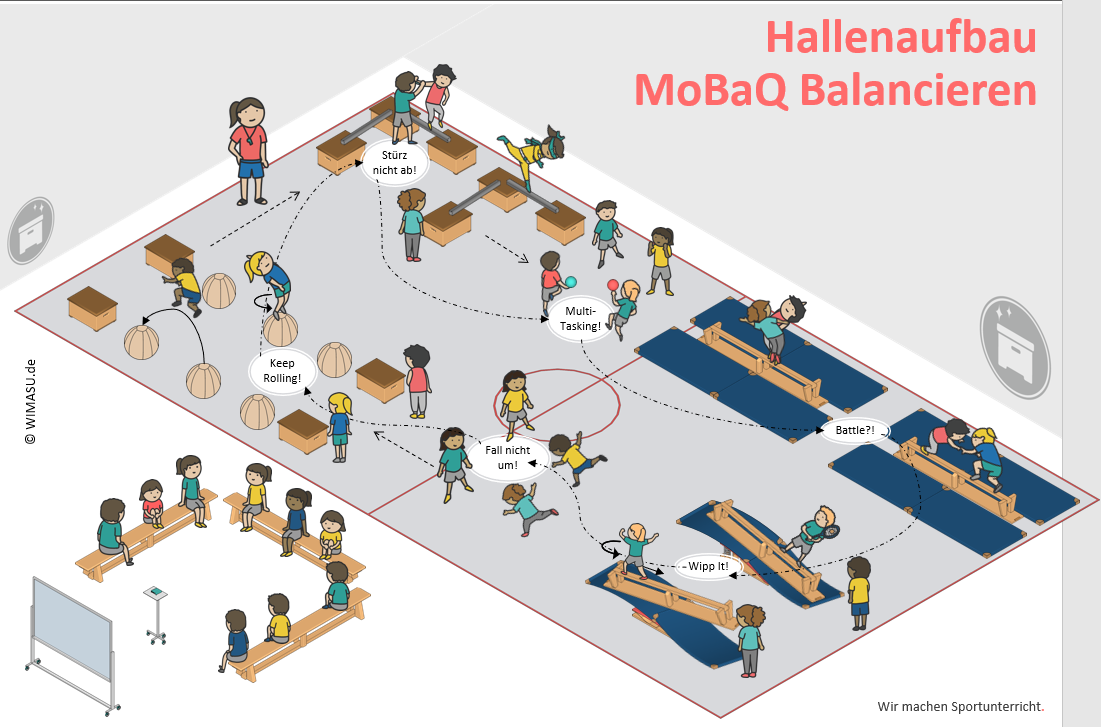 Hallenaufbau
MoBaQ Balancieren
Stürz
nicht ab!
Multi-
Tasking!
Keep
Rolling!
Battle?!
Fall nicht
um!
Wipp It!
© WIMASU.de
Wir machen Sportunterricht.